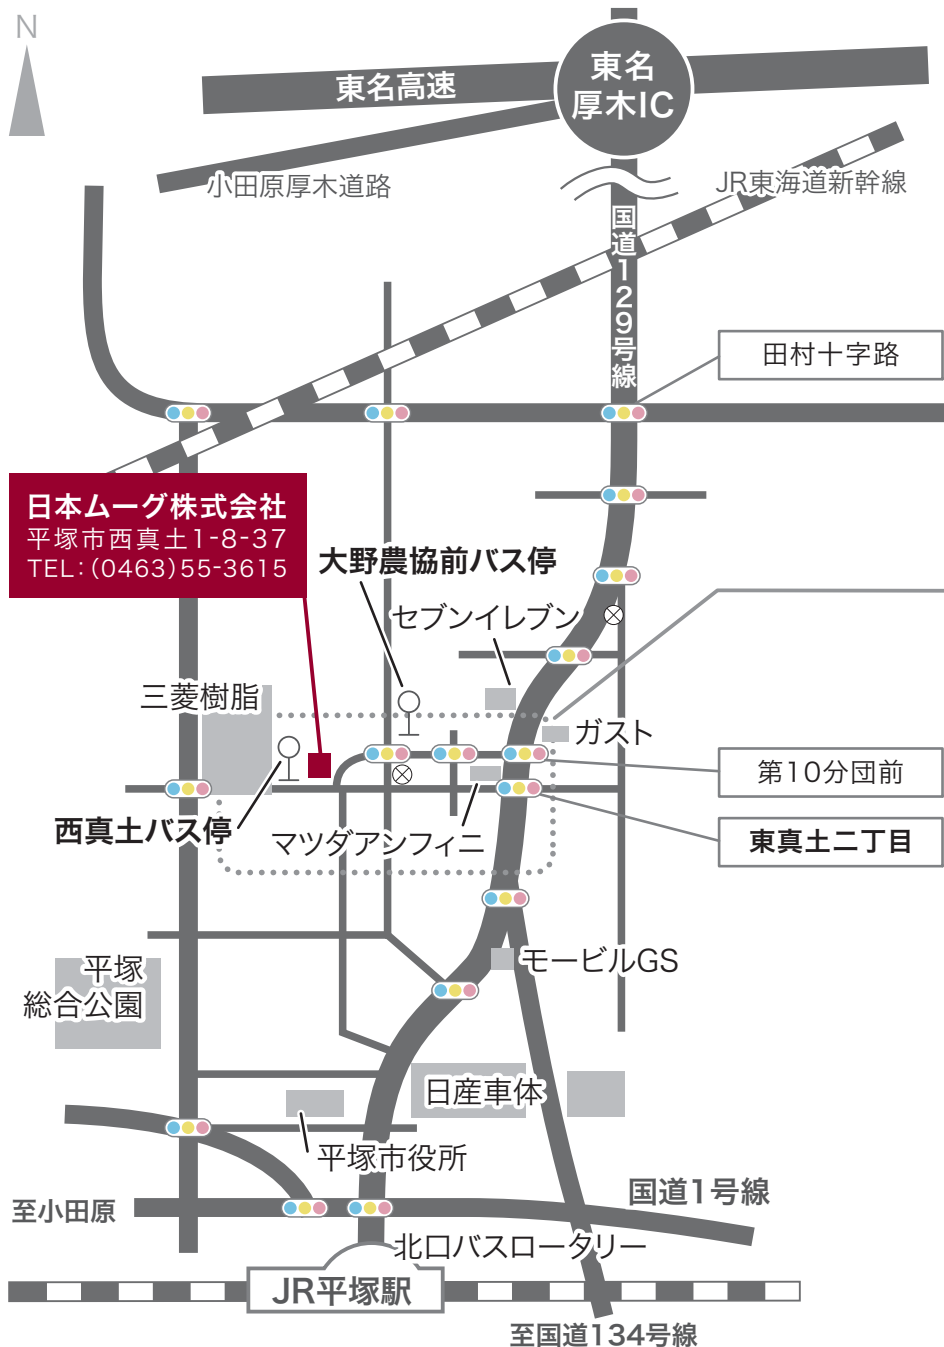 N
東名
厚木IC
東名高速
小田原厚木道路
JR東海道新幹線
国道129号線
田村十字路
日本ムーグ株式会社
平塚市西真土1-8-37
TEL:(0463)55-3615
大野農協前バス停
セブンイレブン
三菱樹脂
ガスト
第10分団前
西真土バス停
マツダアンフィニ
東真土二丁目
モービルGS
平塚
総合公園
日産車体
平塚市役所
国道1号線
至小田原
北口バスロータリー
JR平塚駅
至国道134号線